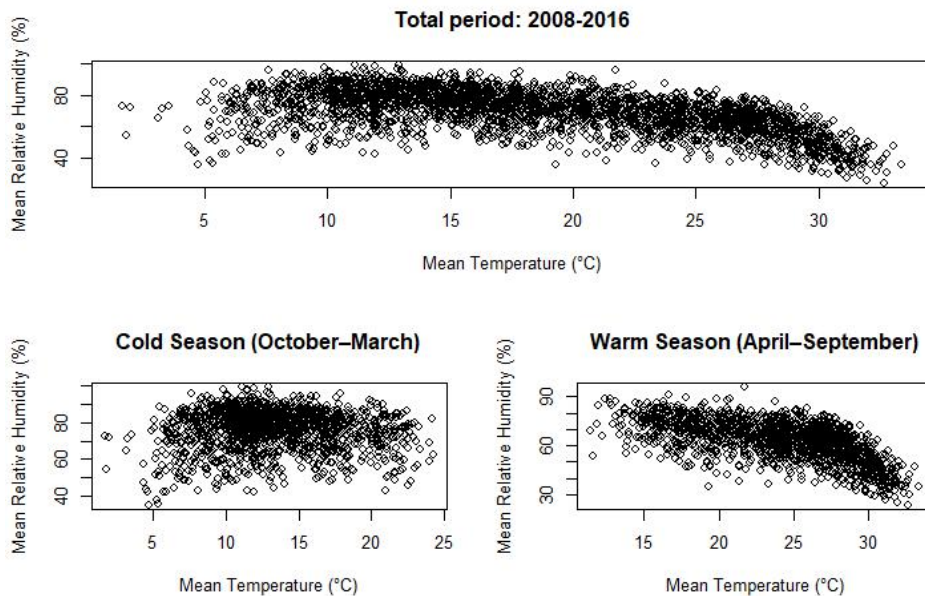 Total period: 2008-2016
Mean Relative Humidity (%)
80
40
5 10 15 20 25 30
Mean Temperature (°C)
Cold Season (October–March)
Mean Relative Humidity (%)
80
60
40
5 10 15 20 25
Mean Temperature (°C)
Warm Season (April–September)
Mean Relative Humidity (%)
90
60
30
15 20 25 30
Mean Temperature (°C)